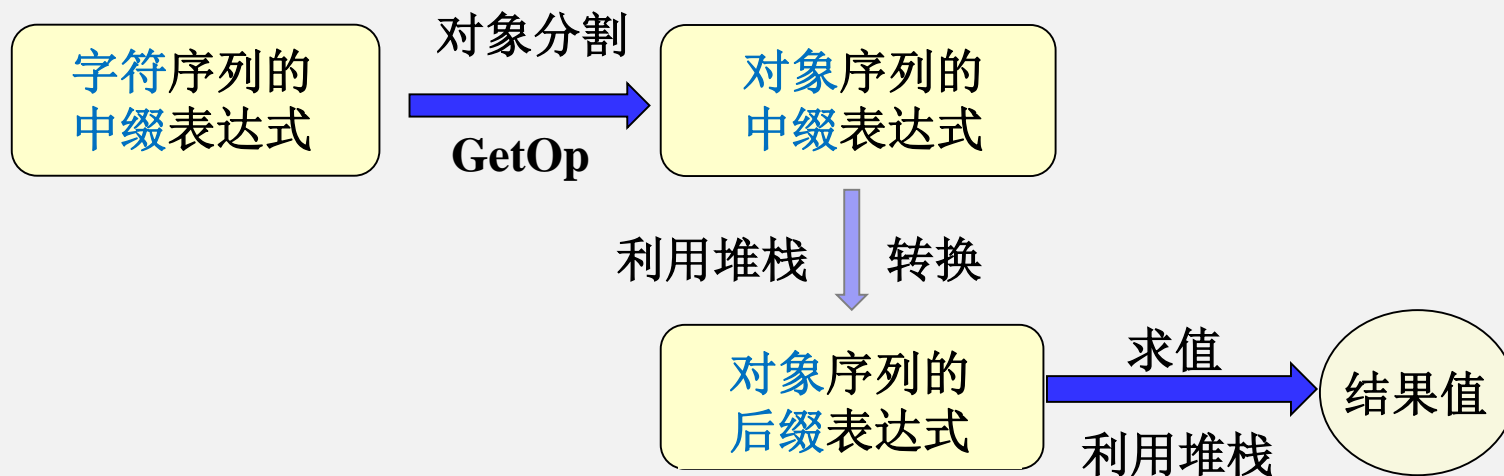 字符序列的
中缀表达式
对象分割
GetOp
对象序列的
中缀表达式
利用堆栈
转换
对象序列的
后缀表达式
求值
利用堆栈
结果值